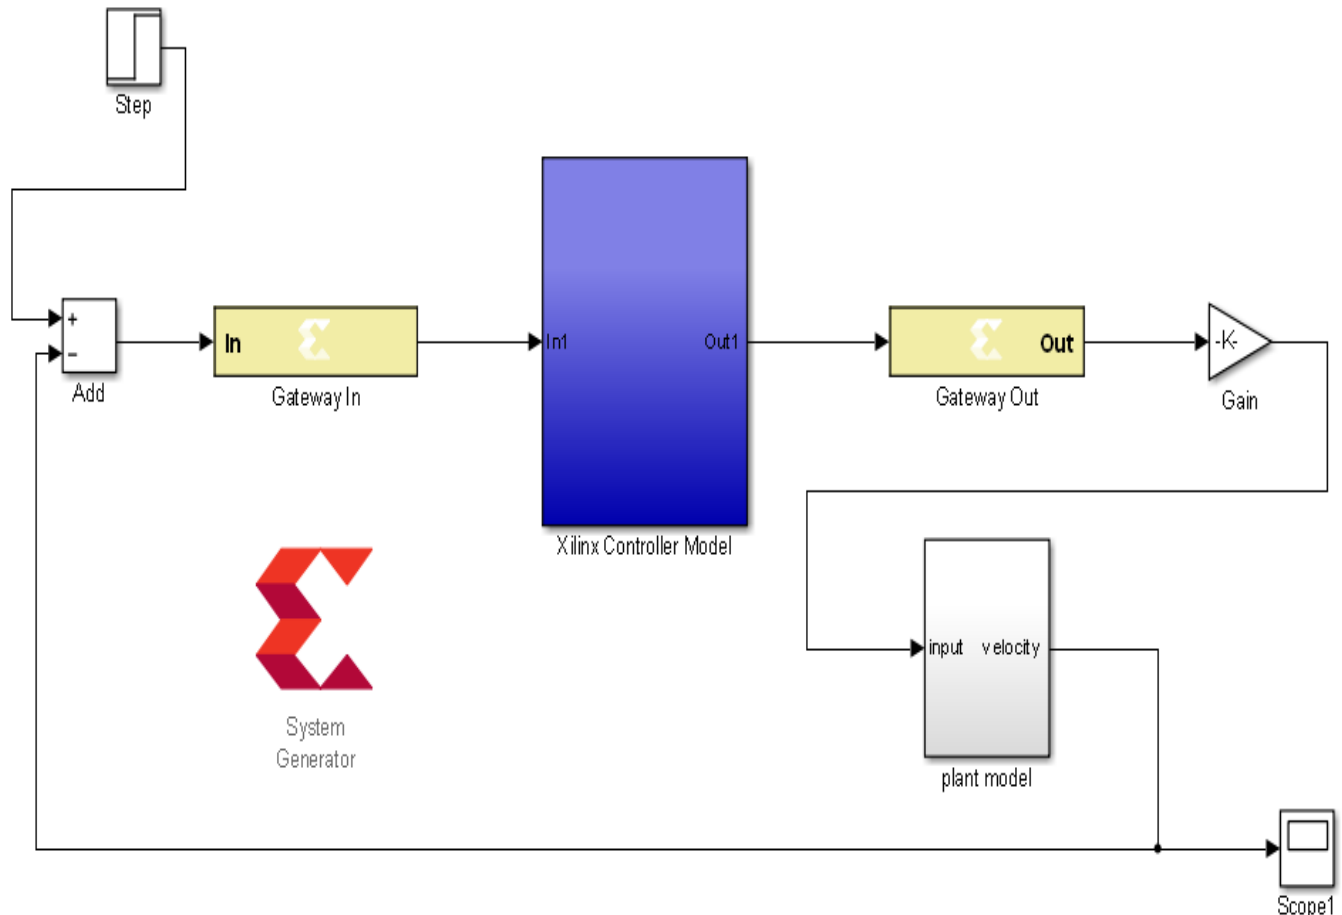 Step
+
−
Add
In
Gateway In
In1
Out1
Xilinx Controller Model
Out
Gateway Out
-K-
Gain
System
Generator
input
velocity
plant model
Scope1